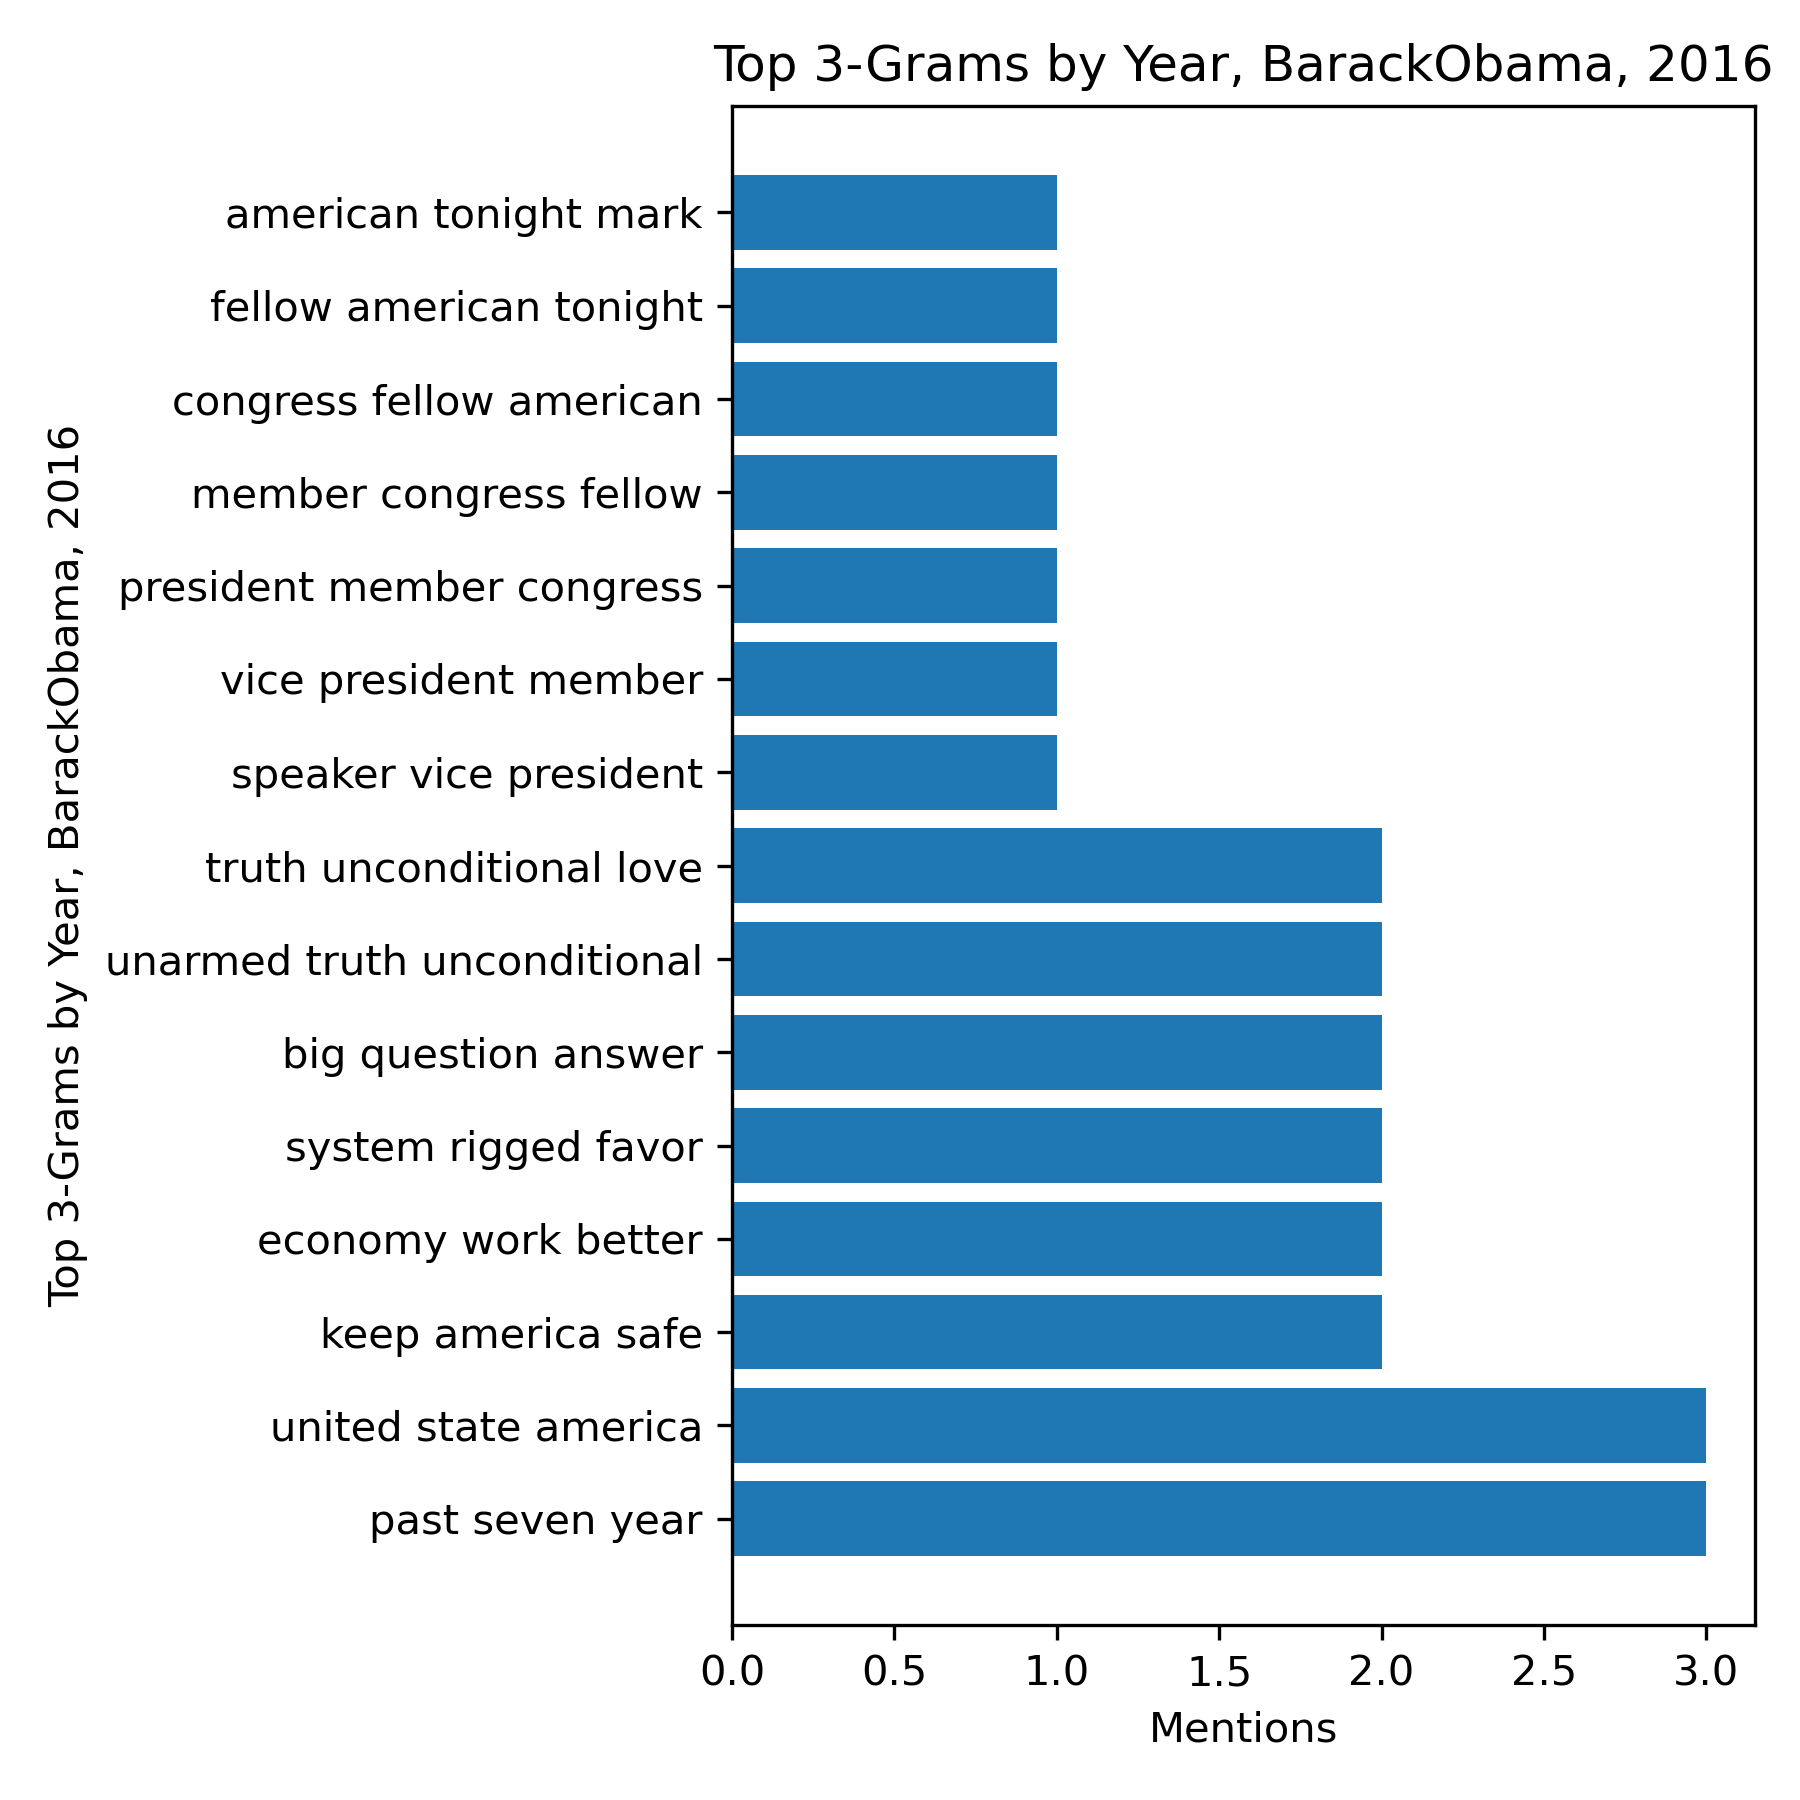 Top 3-Grams by Year, BarackObama, 2016
Top 3-Grams by Year, BarackObama, 2016
american tonight mark
fellow american tonight
congress fellow american
member congress fellow
president member congress
vice president member
speaker vice president
truth unconditional love
unarmed truth unconditional
big question answer
system rigged favor
economy work better
keep america safe
united state america
past seven year
0.0 0.5 1.0 1.5 2.0 2.5 3.0
Mentions